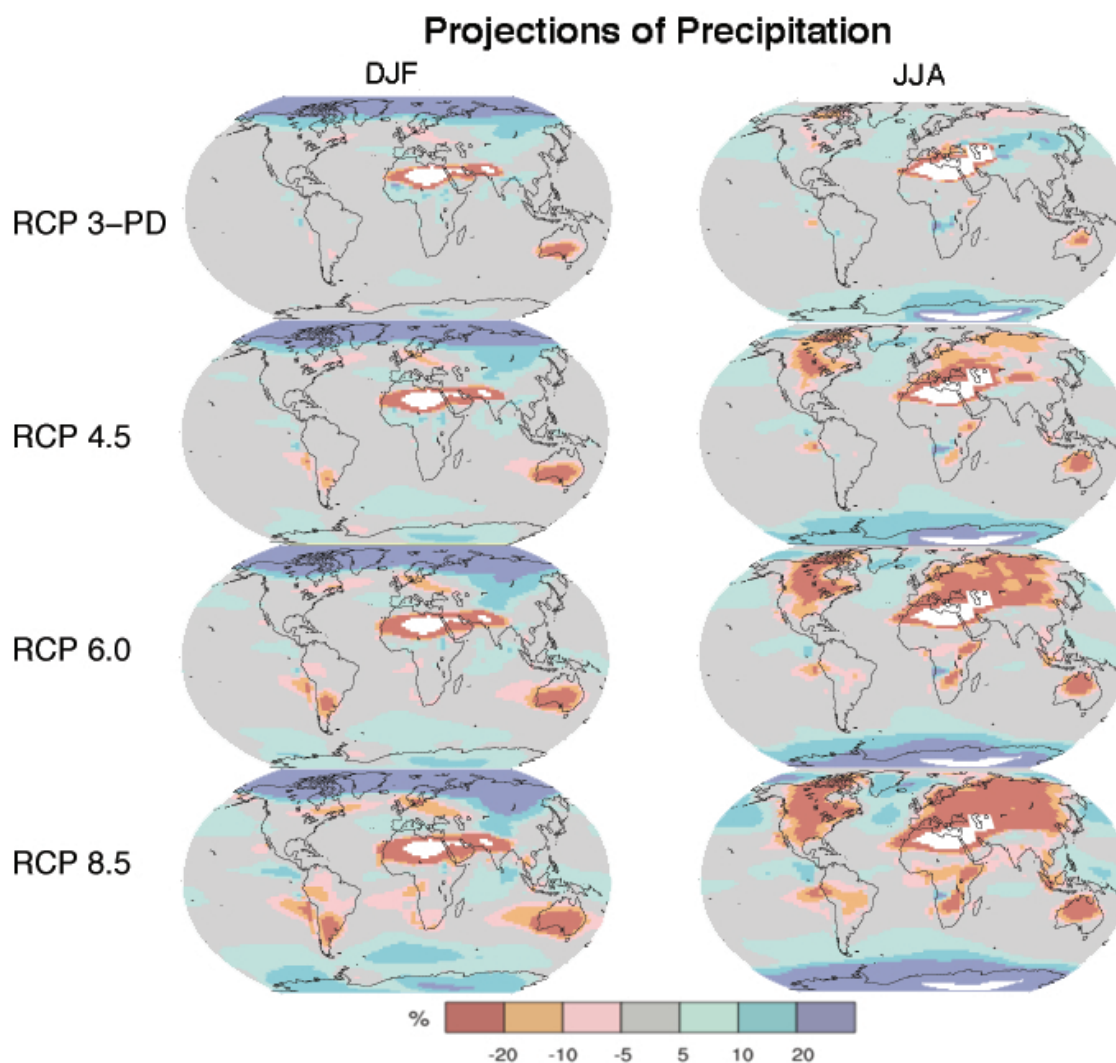 Projections of Precipitation
DJF JJA
RCP 3-PD
RCP 4.5
RCP 6.0
RCP 8.5
%
-20 -10 -5 5 10 20